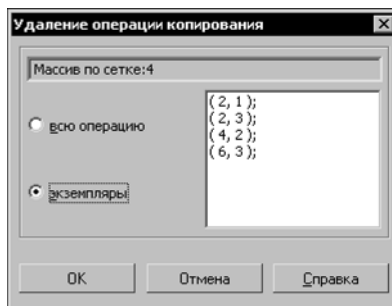 Удаление операции копирования
Массив по сетке:4
всю операцию
экземпляры
( 2, 1 );
( 2, 3 );
( 4, 2 );
( 6, 3 );
OK
Отмена
Справка